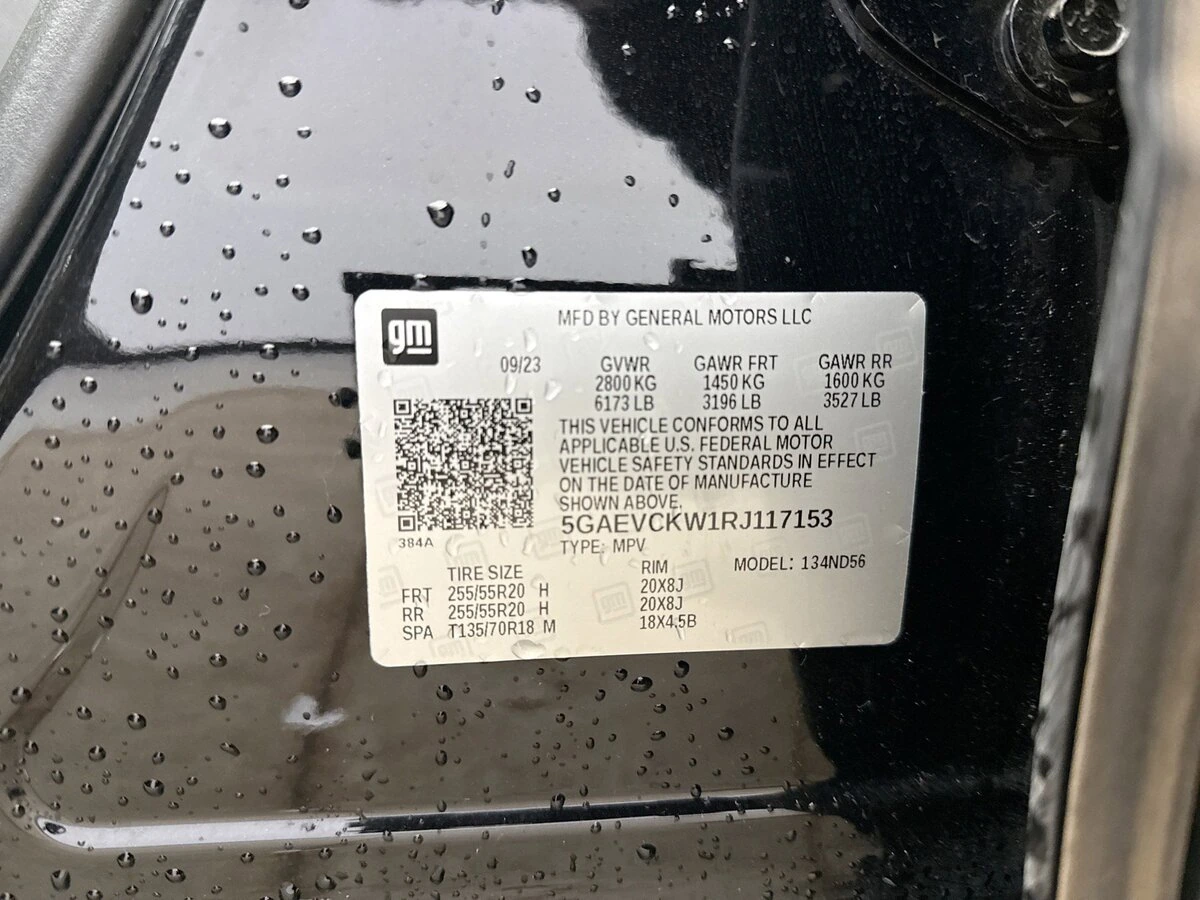 gm
MFD BY GENERAL MOTORS LLC
09/23 GVWR GAWR FRT GAWR RR
2800 KG 1450 KG 1600 KG
6173 LB 3196 LB 3527 LB
THIS VEHICLE CONFORMS TO ALL
APPLICABLE U.S. FEDERAL MOTOR
VEHICLE SAFETY STANDARDS IN EFFECT
ON THE DATE OF MANUFACTURE
SHOWN ABOVE.
5GAEVCKW1RJ117153
384A
TYPE: MPV
MODEL: 134ND56
TIRE SIZE RIM
FRT 255/55R20 H 20X8J
RR 255/55R20 H 20X8J
SPA T135/70R18 M 18X4.5B